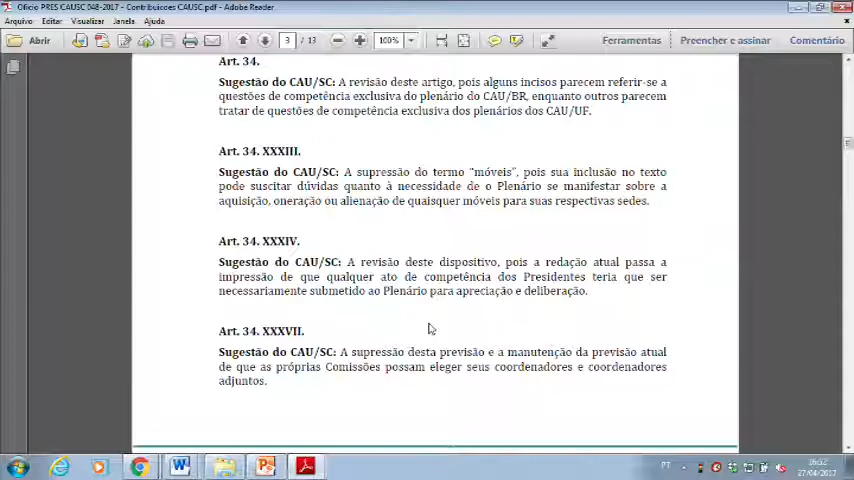 Oficio PRES CAUSC 048-2017 - Contribuicoes CAUSC.pdf - Adobe Reader
Arquivo Editar Visualizar Janela Ajuda
Abrir 3 / 13 100% Ferramentas Preencher e assinar Comentário
Art. 34.
Sugestão do CAU/SC: A revisão deste artigo, pois alguns incisos parecem referir-se a
questões de competência exclusiva do plenário do CAU/BR, enquanto outros parecem
tratar de questões de competência exclusiva dos plenários dos CAU/UF.
Art. 34. XXXIII.
Sugestão do CAU/SC: A supressão do termo “móveis”, pois sua inclusão no texto
pode suscitar dúvidas quanto à necessidade de o Plenário se manifestar sobre a
aquisição, oneração ou alienação de quaisquer móveis para suas respectivas sedes.
Art. 34. XXXIV.
Sugestão do CAU/SC: A revisão deste dispositivo, pois a redação atual passa a
impressão de que qualquer ato de competência dos Presidentes teria que ser
necessariamente submetido ao Plenário para apreciação e deliberação.
Art. 34. XXXVII.
Sugestão do CAU/SC: A supressão desta previsão e a manutenção da previsão atual
de que as próprias Comissões possam eleger seus coordenadores e coordenadores
adjuntos.
PT
16:52
27/04/2017